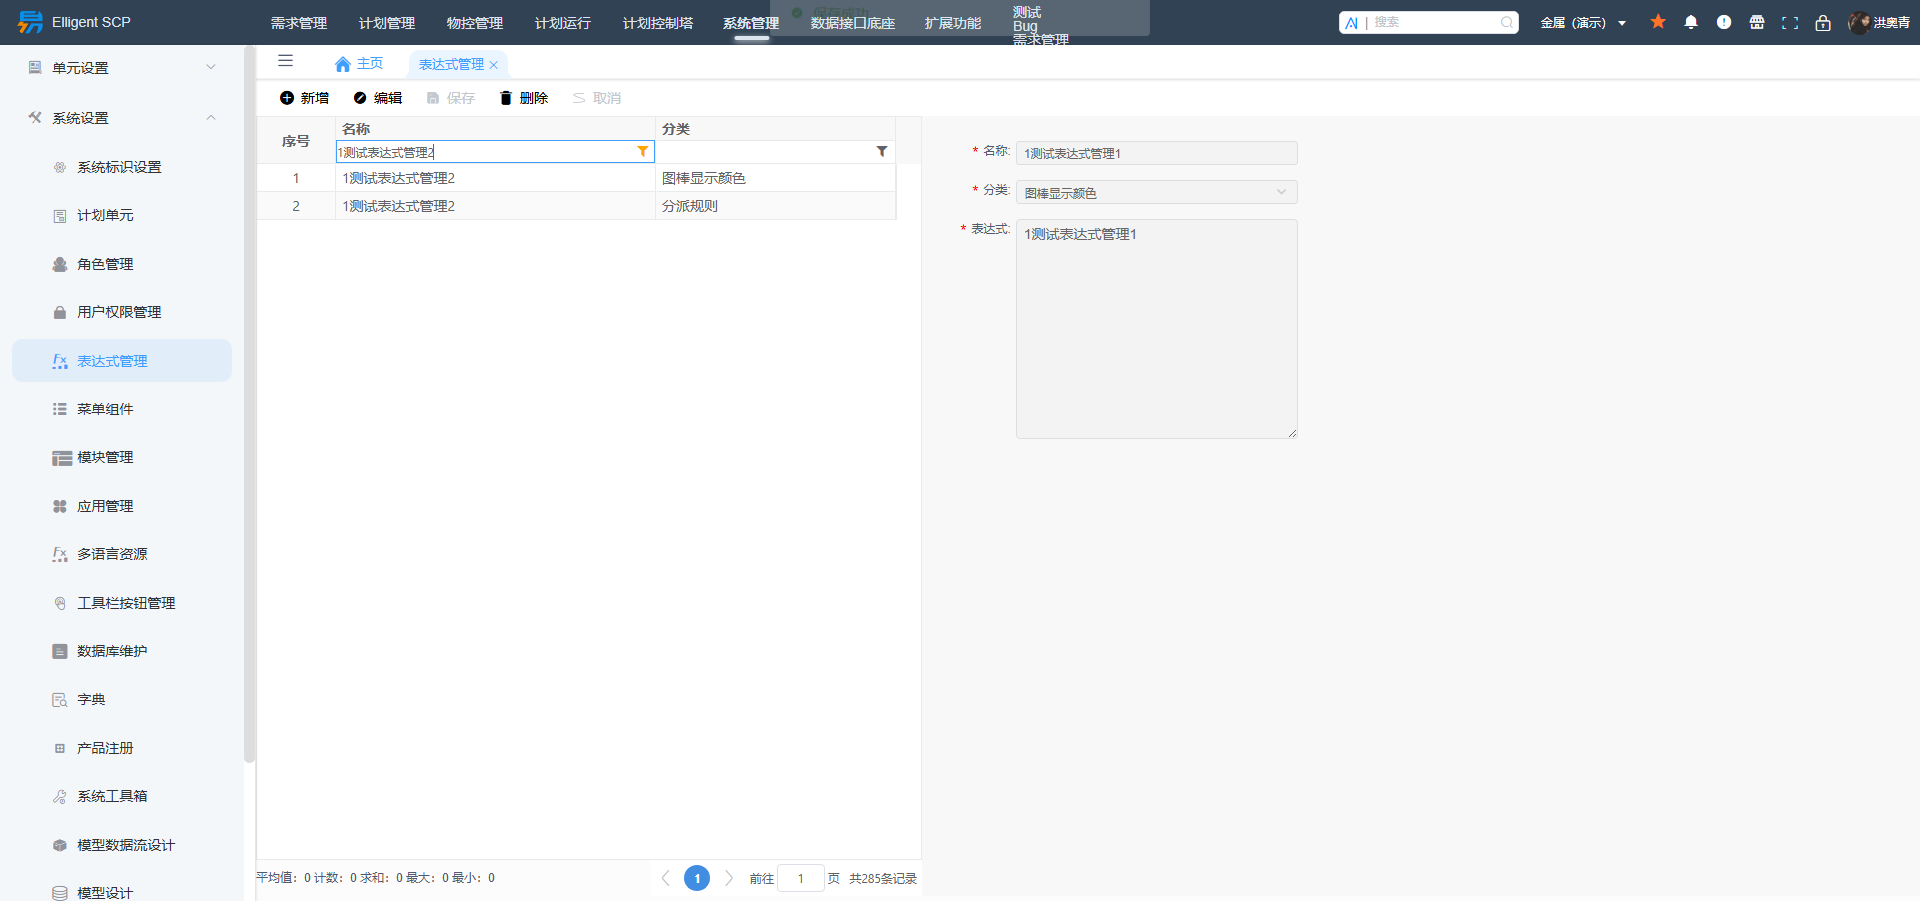 Elligent SCP
需求管理
计划管理
物控管理
计划运行
计划控制塔
系统管理
数据接口底座
扩展功能
测试
Bug
需求管理
保存成功
AI | 搜索
金属（演示）
洪奥青
单元设置
系统设置
系统标识设置
计划单元
角色管理
用户权限管理
表达式管理
菜单组件
模块管理
应用管理
多语言资源
工具栏按钮管理
数据库维护
字典
产品注册
系统工具箱
模型数据流设计
模型设计
主页
表达式管理
新增
编辑
保存
删除
取消
序号
名称
分类
1测试表达式管理2
1
1测试表达式管理2
图棒显示颜色
2
1测试表达式管理2
分派规则
* 名称:
1测试表达式管理1
* 分类:
图棒显示颜色
* 表达式:
1测试表达式管理1
平均值：0 计数：0 求和：0 最大：0 最小：0
1
前往
1
页
共285条记录